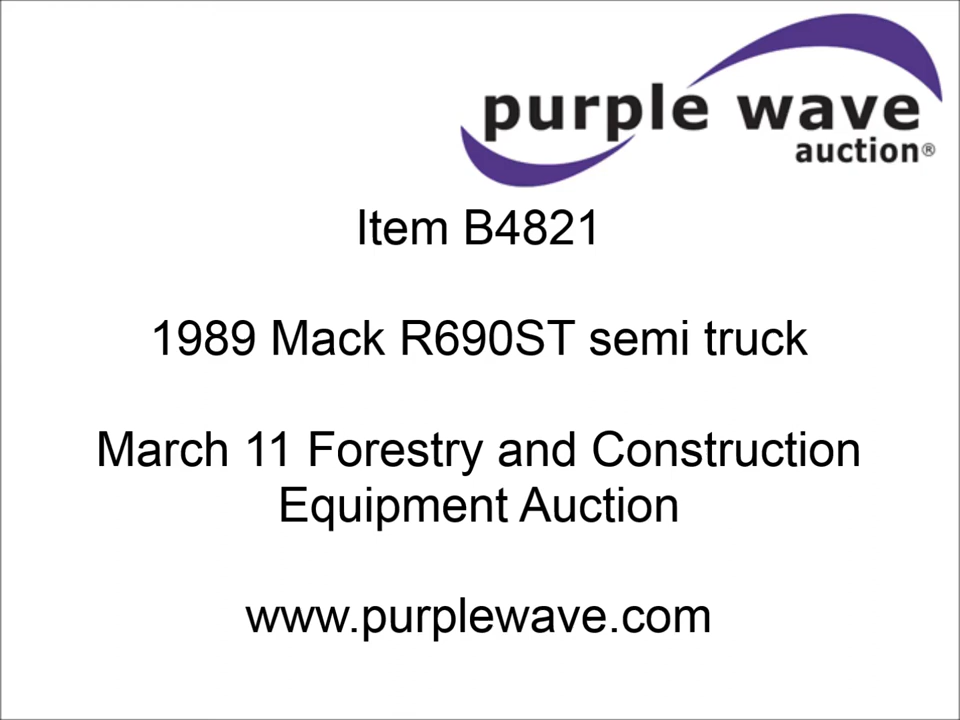 purple wave
auction®
Item B4821
1989 Mack R690ST semi truck
March 11 Forestry and Construction
Equipment Auction
www.purplewave.com